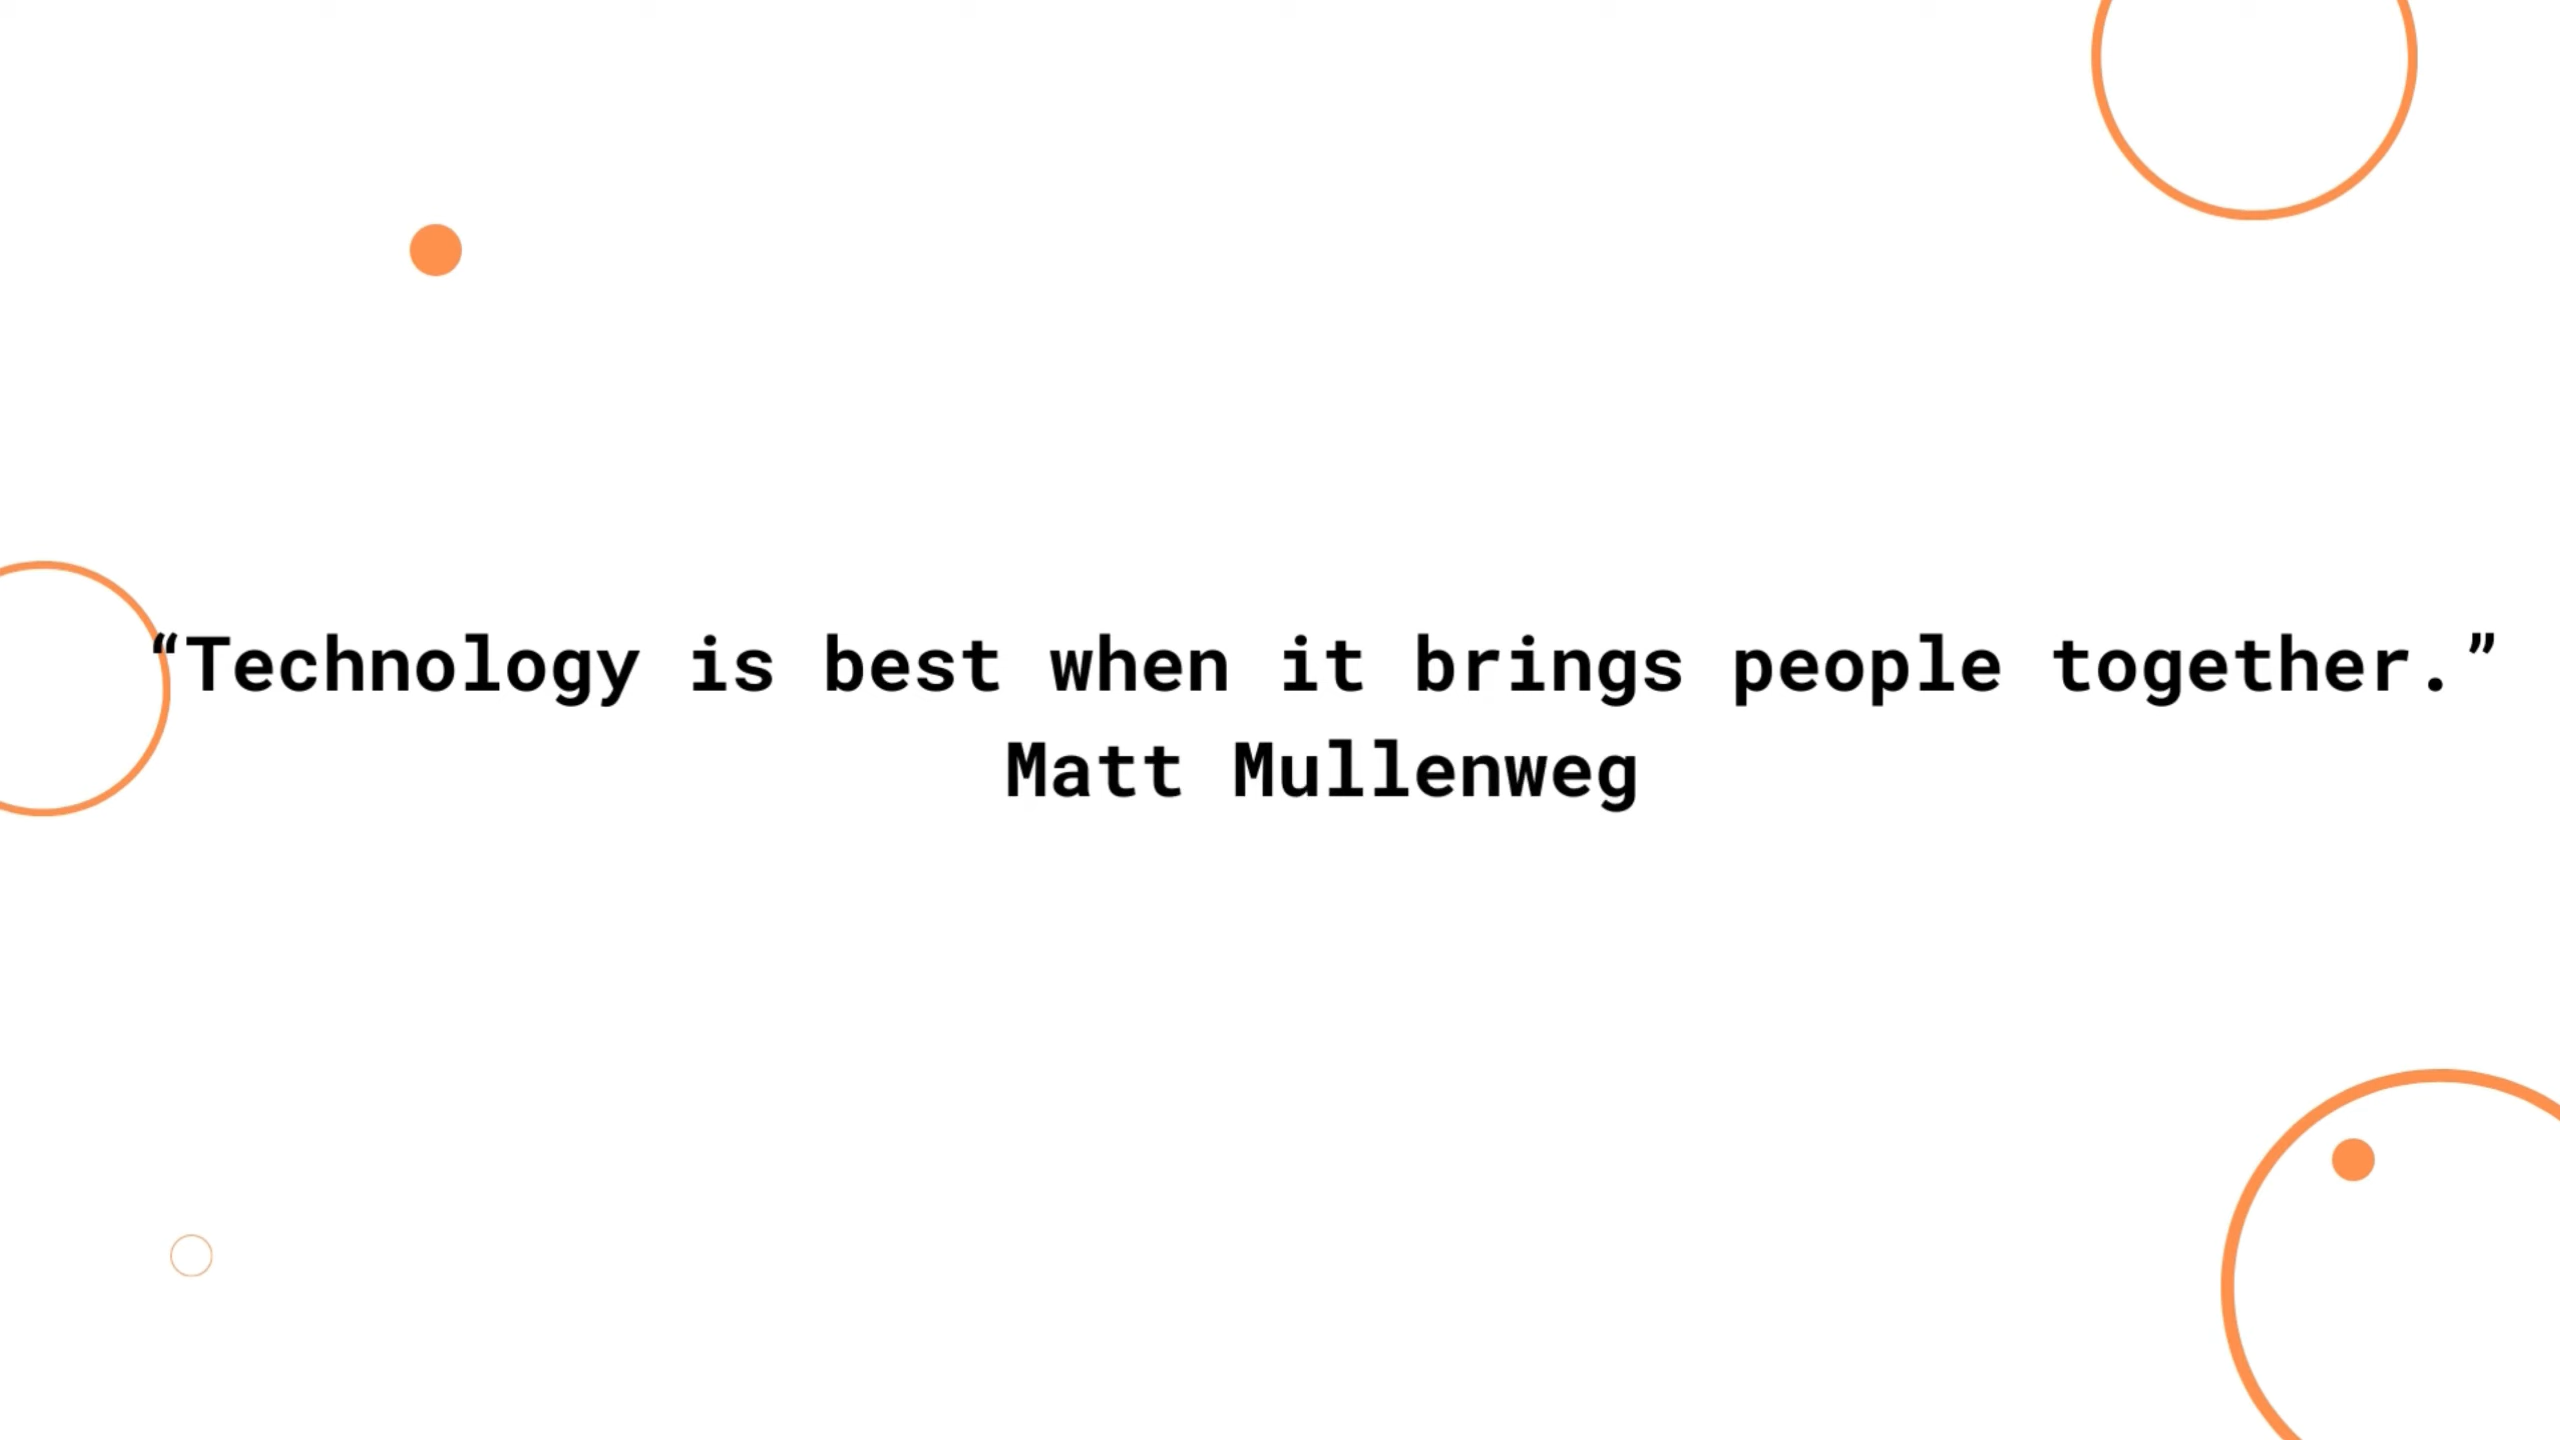 “Technology is best when it brings people together.”
Matt Mullenweg